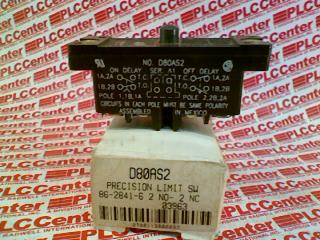 NO. D80AS2
ON DELAY SER. A1 OFF DELAY
1A,2A T.C. T.O. 1A,2A
1B,2B T.O. T.C. 1B,2B
POLE 1,1B,1A POLE 2,2B,2A
CIRCUITS IN EACH POLE MUST BE SAME POLARITY
ASSEMBLED IN MEXICO
D80AS2
PRECISION LIMIT SW
86-2841-6 2 NO- 2 NC
03963
PLCCenter